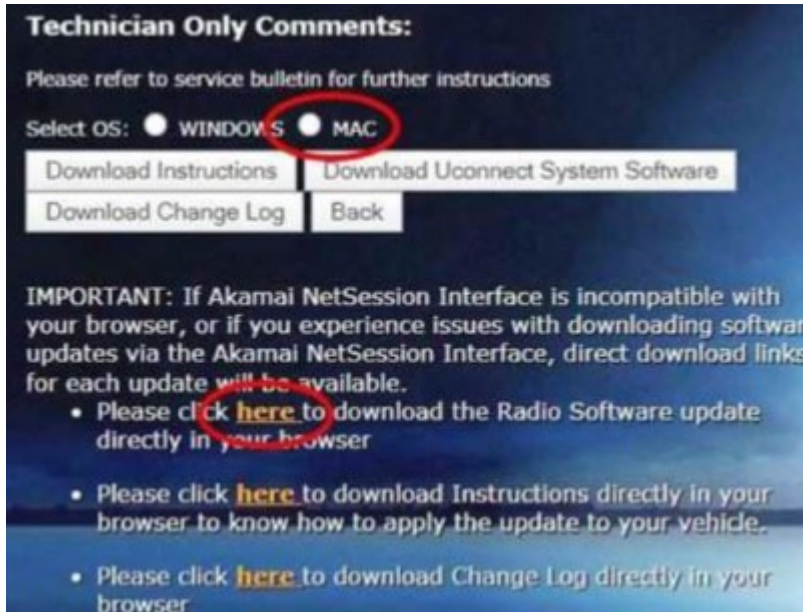 Technician Only Comments:
Please refer to service bulletin for further instructions
Select OS: WINDOWS MAC
Download Instructions Download Uconnect System Software
Download Change Log Back
IMPORTANT: If Akamai NetSession Interface is incompatible with
your browser, or if you experience issues with downloading softwar
updates via the Akamai NetSession Interface, direct download links
for each update will be available.
• Please click here to download the Radio Software update
directly in your browser
• Please click here to download Instructions directly in your
browser to know how to apply the update to your vehicle.
• Please click here to download Change Log directly in your
browser